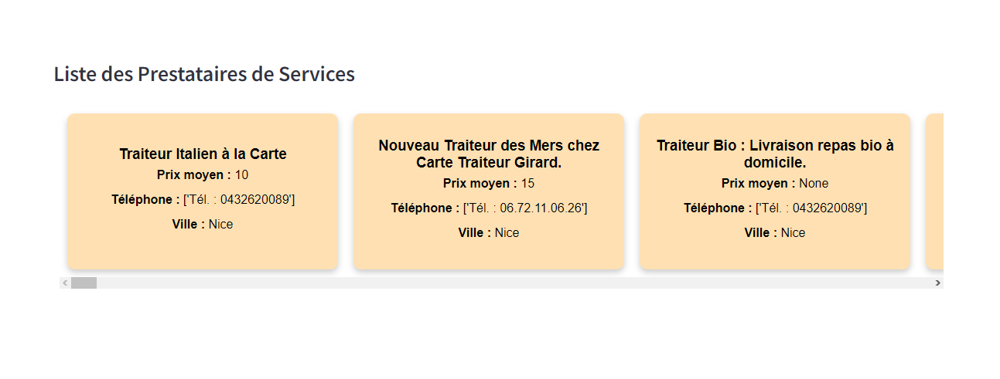 Liste des Prestataires de Services
Traiteur Italien à la Carte
Prix moyen : 10
Téléphone : ['Tél. : 0432620089']
Ville : Nice
Nouveau Traiteur des Mers chez
Carte Traiteur Girard.
Prix moyen : 15
Téléphone : ['Tél. : 06.72.11.06.26']
Ville : Nice
Traiteur Bio : Livraison repas bio à
domicile.
Prix moyen : None
Téléphone : ['Tél. : 0432620089']
Ville : Nice